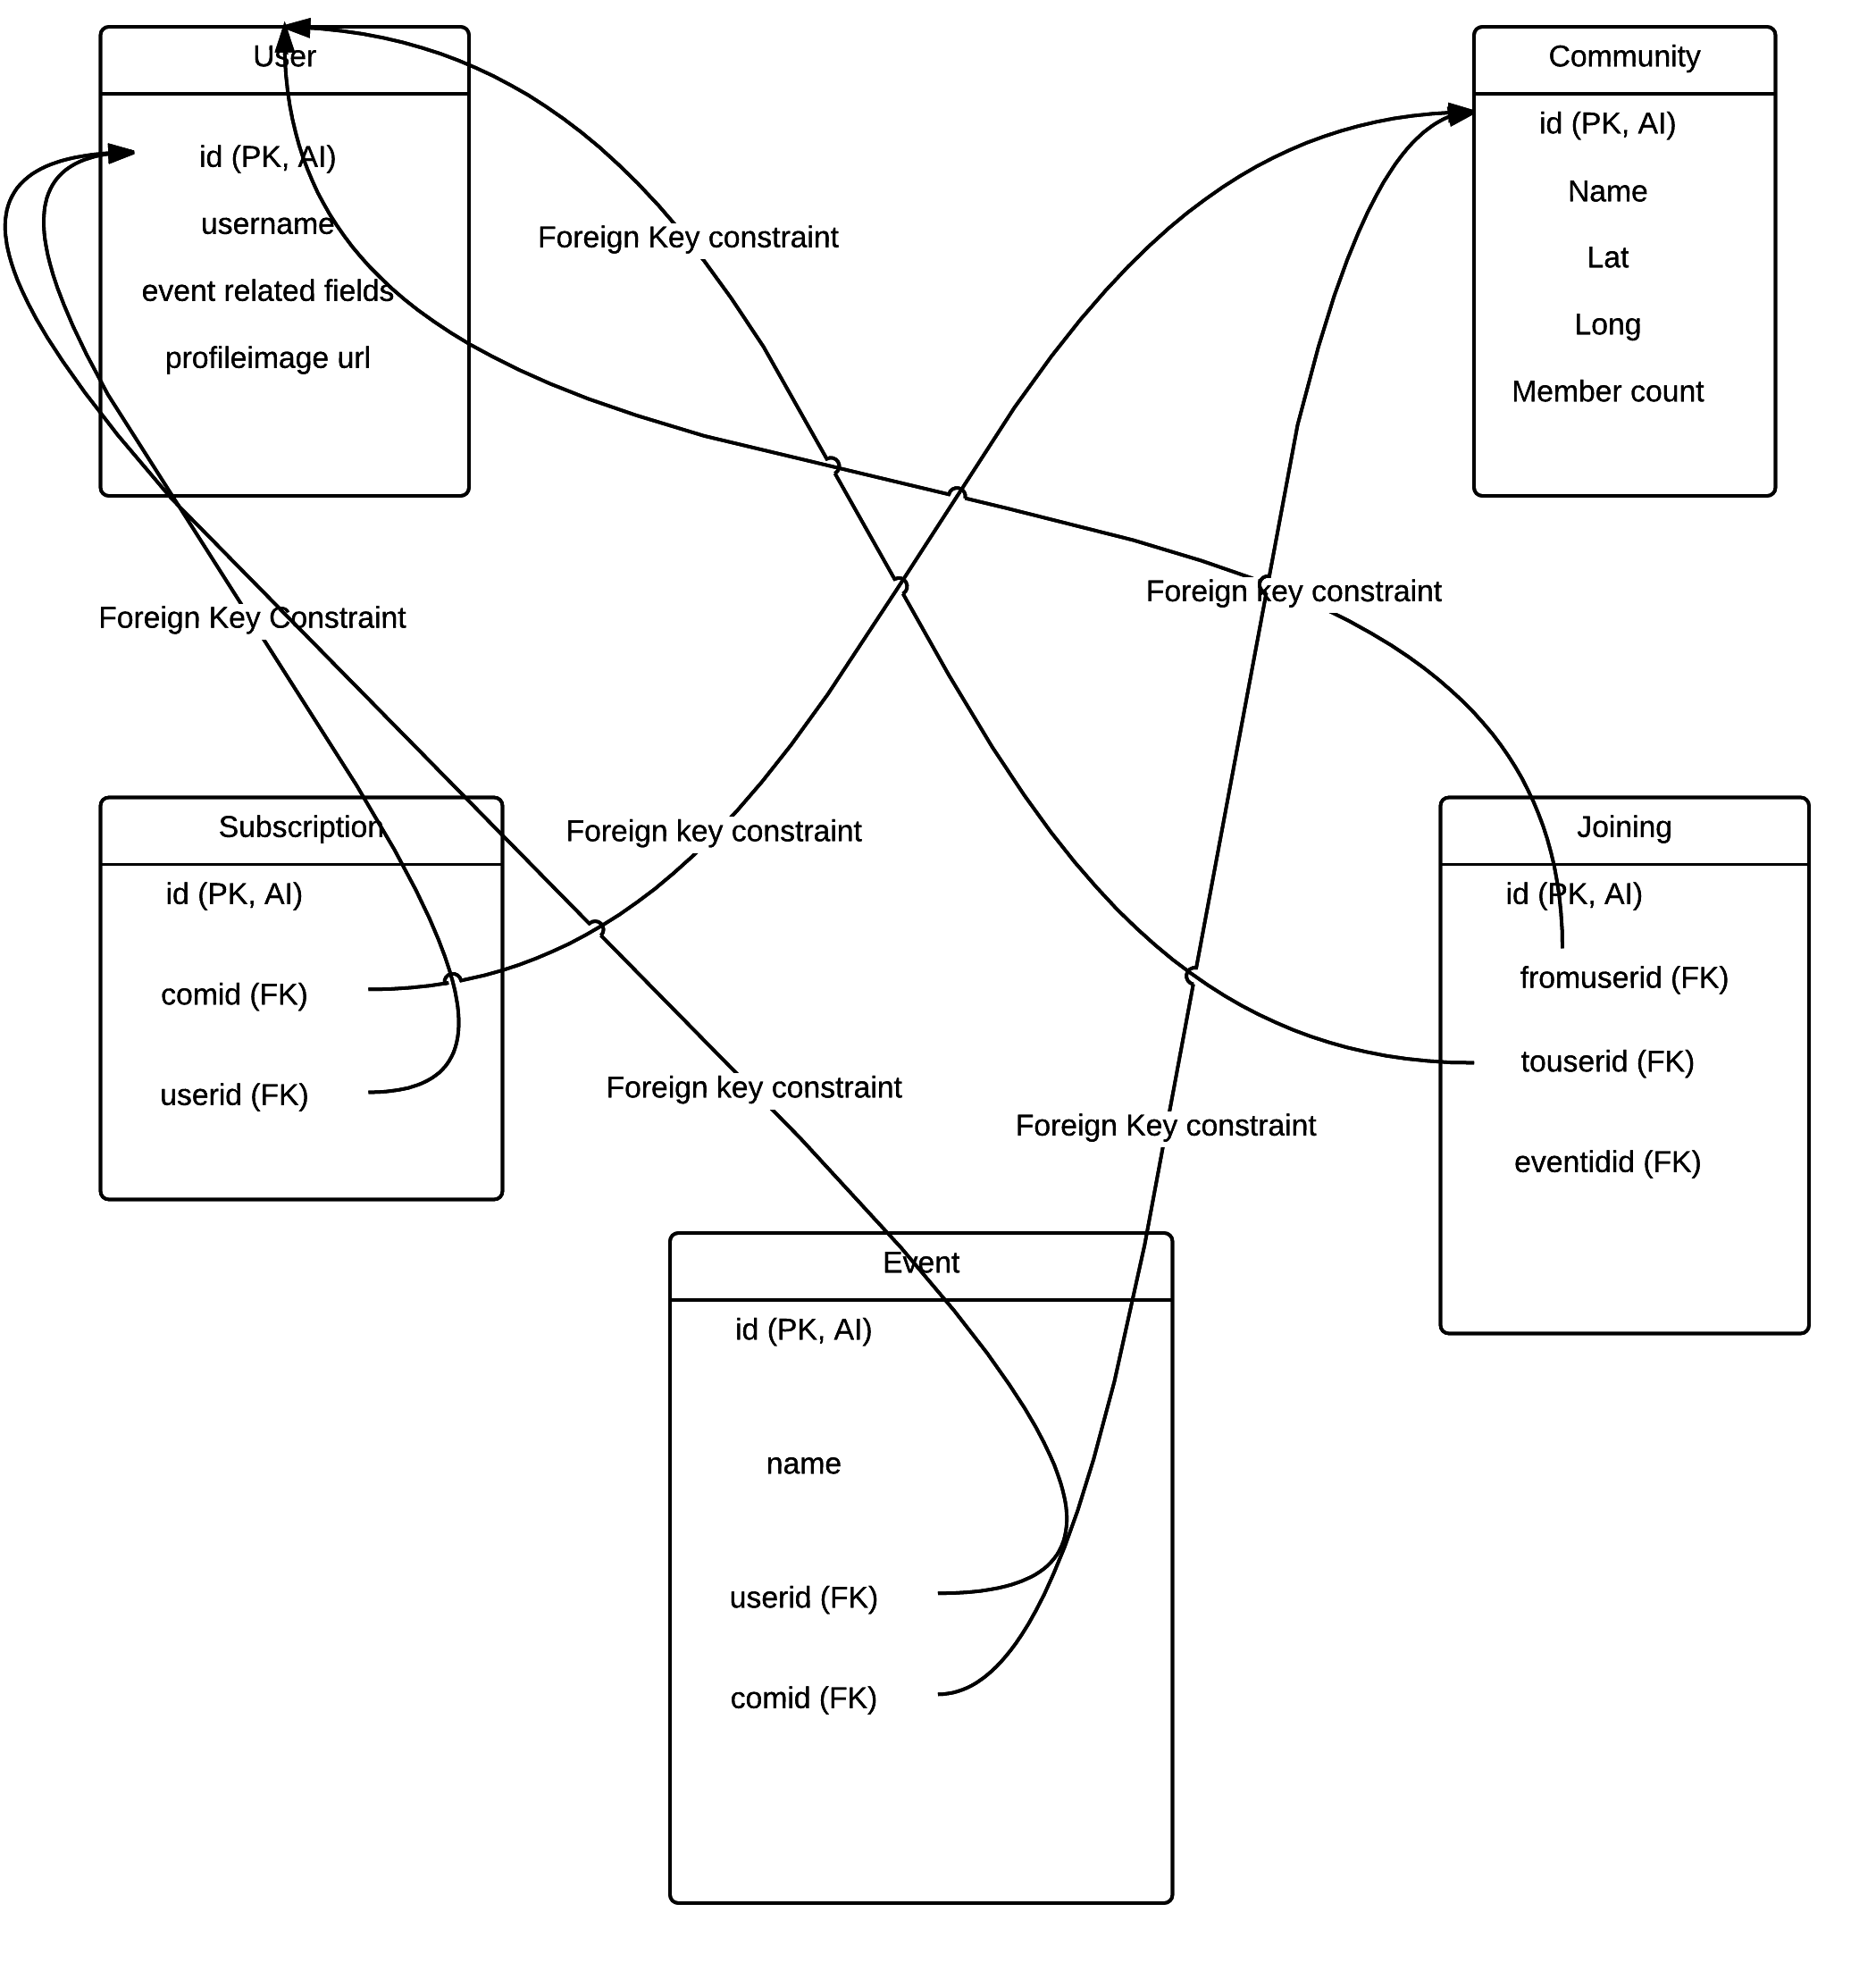 User
id (PK, AI)
username
event related fields
profileimage url
Community
id (PK, AI)
Name
Lat
Long
Member count
Foreign Key constraint
Foreign key constraint
Foreign Key Constraint
Subscription
id (PK, AI)
comid (FK)
userid (FK)
Foreign key constraint
Joining
id (PK, AI)
fromuserid (FK)
touserid (FK)
eventidid (FK)
Foreign key constraint
Foreign Key constraint
Event
id (PK, AI)
name
userid (FK)
comid (FK)